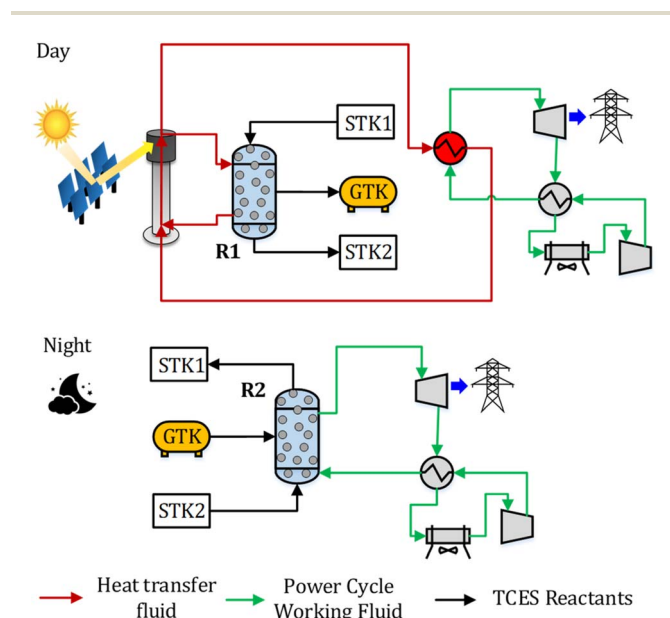 Day
STK1
GTK
R1
STK2
Night
STK1
R2
GTK
STK2
Heat transfer
fluid
Power Cycle
Working Fluid
TCES Reactants